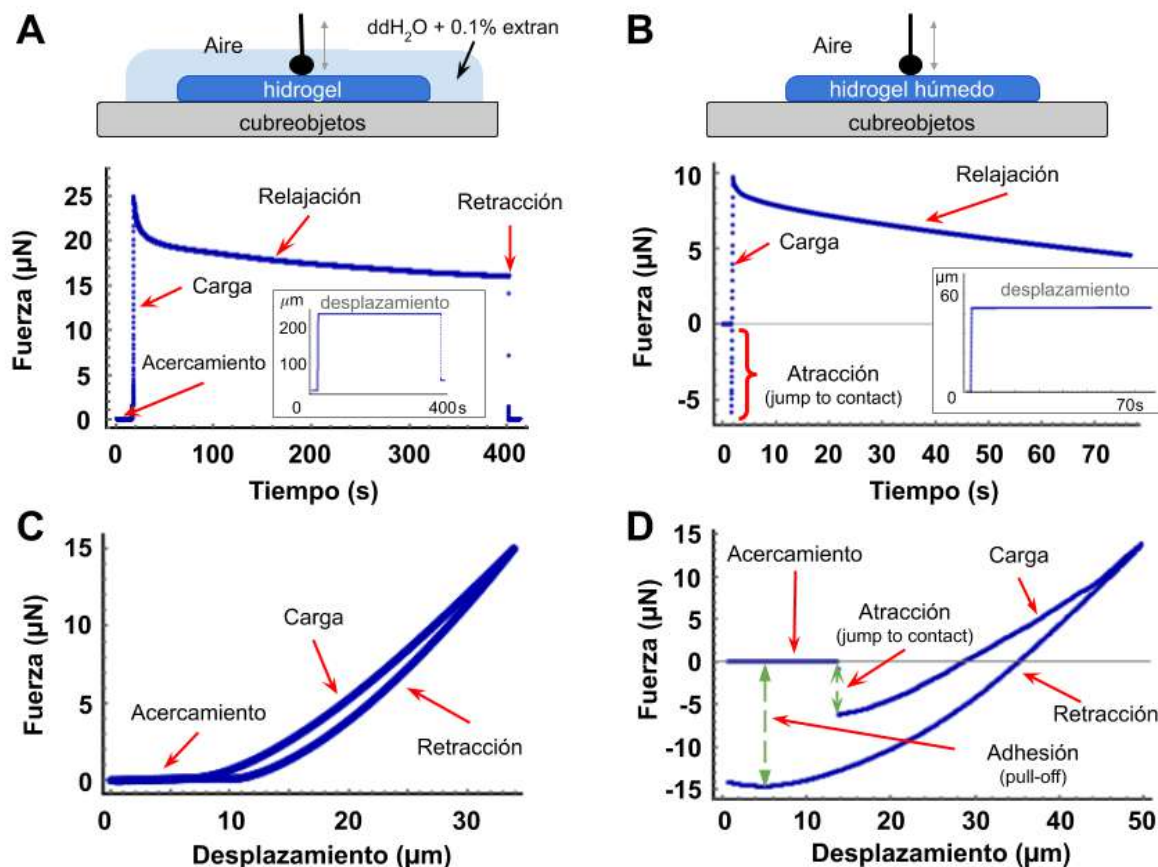 A
Aire
ddH2O + 0.1% extran
hidrogel
cubreobjetos
B
Aire
hidrogel húmedo
cubreobjetos
Fuerza (µN)
25
20
15
10
5
0
Relajación
Retracción
Carga
Acercamiento
µm
desplazamiento
200
100
0
400s
0
100
200
300
400
Tiempo (s)
Fuerza (µN)
10
5
0
-5
Relajación
Carga
Atracción
(jump to contact)
µm
60
desplazamiento
0
70s
0
10
20
30
40
50
60
70
Tiempo (s)
C
Fuerza (µN)
15
10
5
0
Carga
Acercamiento
Retracción
0
10
20
30
Desplazamiento (µm)
D
Fuerza (µN)
15
10
5
0
-5
-10
-15
Acercamiento
Carga
Atracción
(jump to contact)
Retracción
Adhesión
(pull-off)
0
10
20
30
40
50
Desplazamiento (µm)